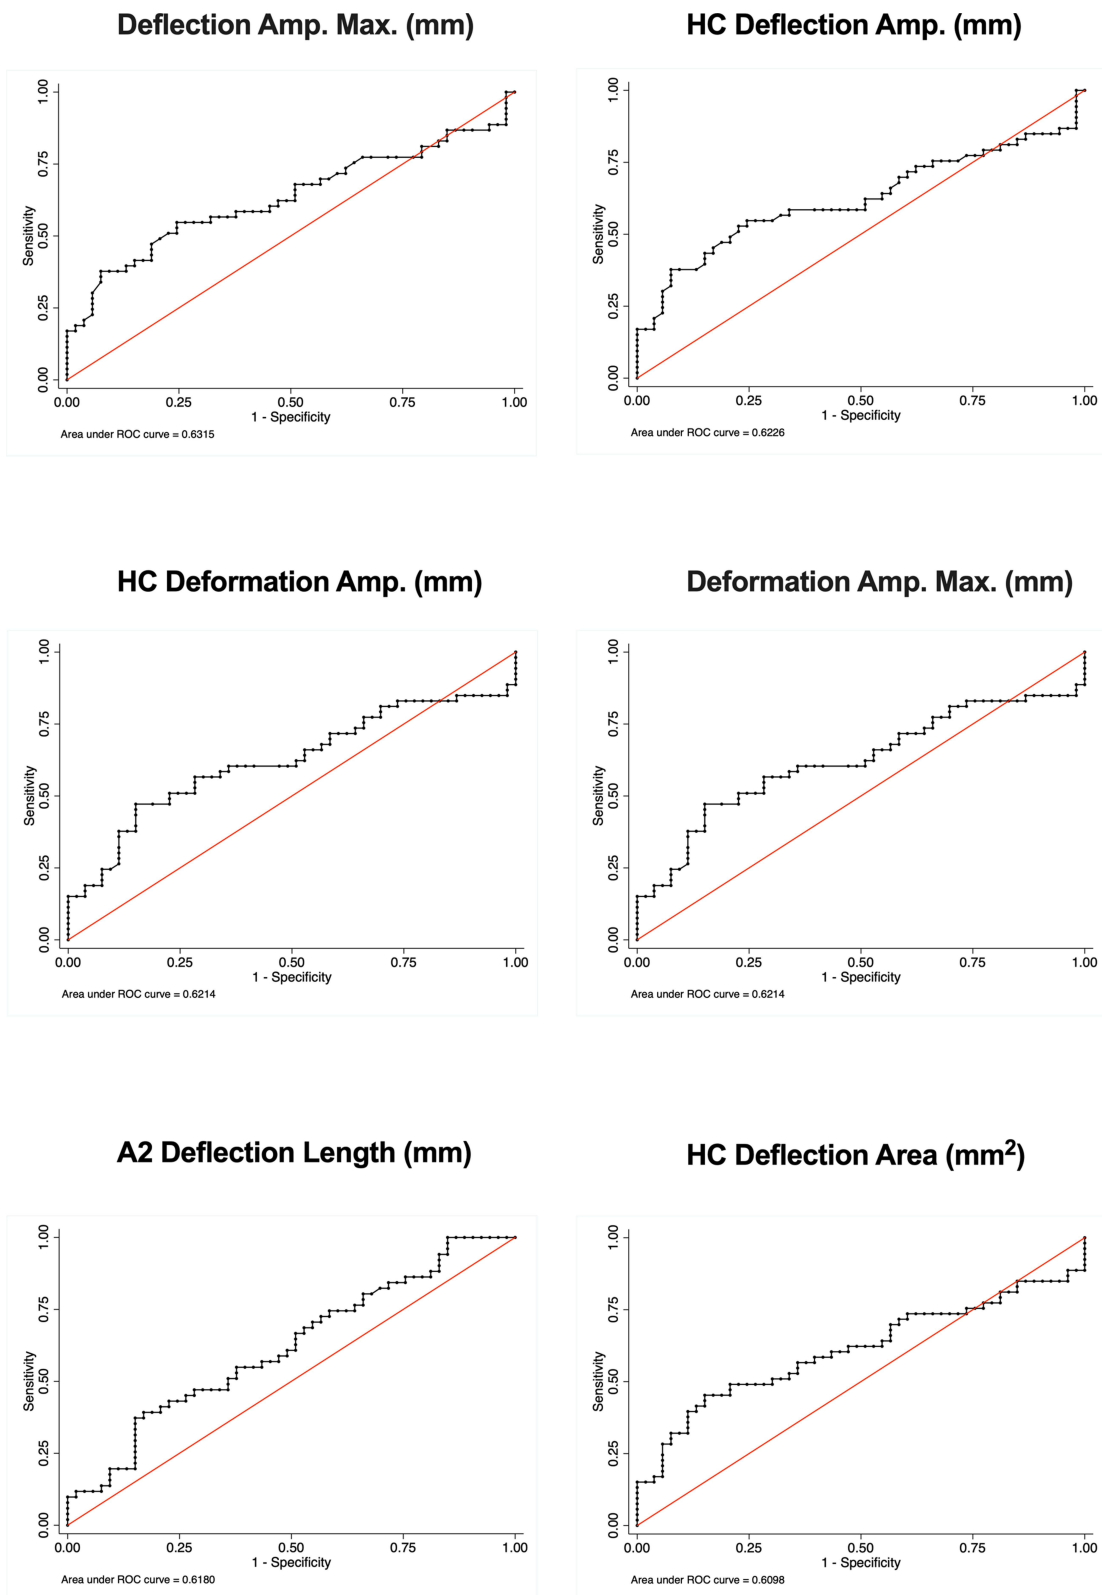 Deflection Amp. Max. (mm)
Sensitivity
0.00 0.25 0.50 0.75 1.00
0.00 0.25 0.50 0.75 1.00
1 - Specificity
Area under ROC curve = 0.6315
HC Deflection Amp. (mm)
Sensitivity
0.00 0.25 0.50 0.75 1.00
0.00 0.25 0.50 0.75 1.00
1 - Specificity
Area under ROC curve = 0.6226
HC Deformation Amp. (mm)
Sensitivity
0.00 0.25 0.50 0.75 1.00
0.00 0.25 0.50 0.75 1.00
1 - Specificity
Area under ROC curve = 0.6214
Deformation Amp. Max. (mm)
Sensitivity
0.00 0.25 0.50 0.75 1.00
0.00 0.25 0.50 0.75 1.00
1 - Specificity
Area under ROC curve = 0.6214
A2 Deflection Length (mm)
Sensitivity
0.00 0.25 0.50 0.75 1.00
0.00 0.25 0.50 0.75 1.00
1 - Specificity
Area under ROC curve = 0.6180
HC Deflection Area (mm²)
Sensitivity
0.00 0.25 0.50 0.75 1.00
0.00 0.25 0.50 0.75 1.00
1 - Specificity
Area under ROC curve = 0.6098